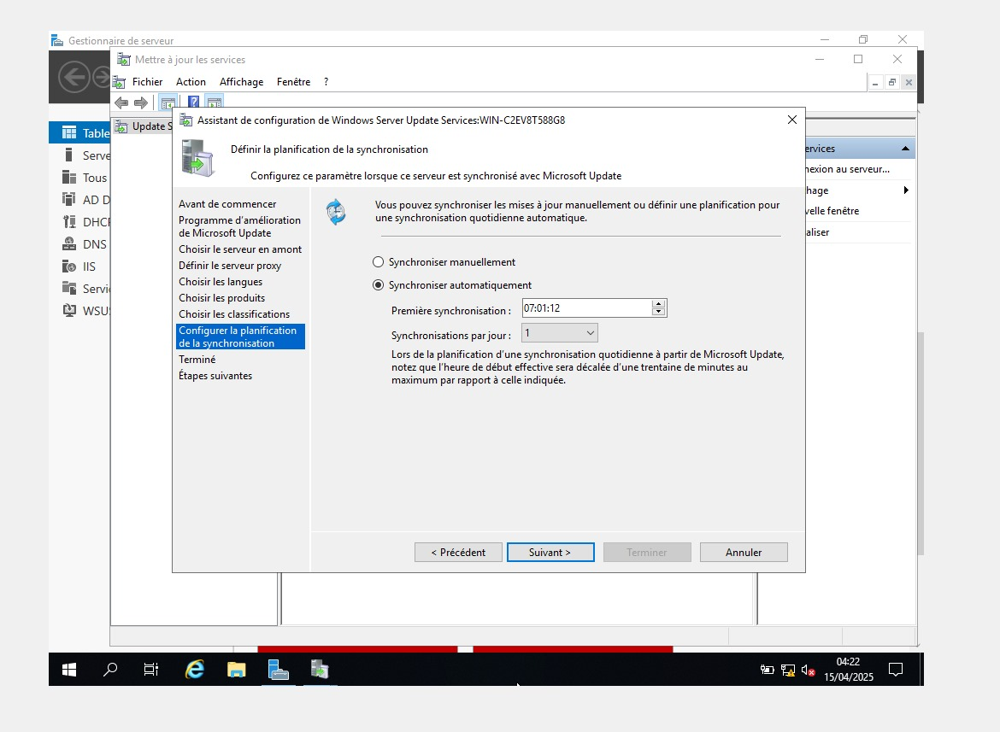 Gestionnaire de serveur
Mettre à jour les services
Fichier Action Affichage Fenêtre ?
Table
Serve
Tous
AD D
DHCP
DNS
IIS
Servi
WSUS
Update S
Assistant de configuration de Windows Server Update Services:WIN-C2EV8T588G8
Définir la planification de la synchronisation
Configurez ce paramètre lorsque ce serveur est synchronisé avec Microsoft Update
Avant de commencer
Programme d'amélioration
de Microsoft Update
Choisir le serveur en amont
Définir le serveur proxy
Choisir les langues
Choisir les produits
Choisir les classifications
Configurer la planification
de la synchronisation
Terminé
Étapes suivantes
Vous pouvez synchroniser les mises à jour manuellement ou définir une planification pour
une synchronisation quotidienne automatique.
Synchroniser manuellement
Synchroniser automatiquement
Première synchronisation : 07:01:12
Synchronisations par jour : 1
Lors de la planification d'une synchronisation quotidienne à partir de Microsoft Update,
notez que l'heure de début effective sera décalée d'une trentaine de minutes au
maximum par rapport à celle indiquée.
< Précédent Suivant > Terminer Annuler
ervices
nexion au serveur...
hage
velle fenêtre
aliser
04:22
15/04/2025